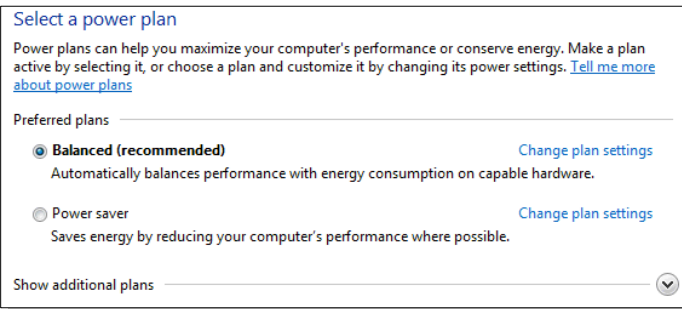 Select a power plan
Power plans can help you maximize your computer's performance or conserve energy. Make a plan
active by selecting it, or choose a plan and customize it by changing its power settings. Tell me more
about power plans
Preferred plans
Balanced (recommended) Change plan settings
Automatically balances performance with energy consumption on capable hardware.
Power saver Change plan settings
Saves energy by reducing your computer's performance where possible.
Show additional plans